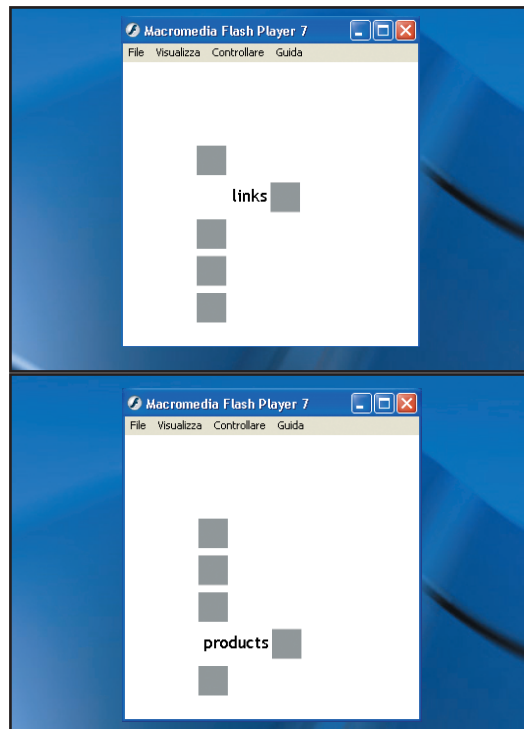 Macromedia Flash Player 7
File Visualizza Controllare Guida
links
Macromedia Flash Player 7
File Visualizza Controllare Guida
products